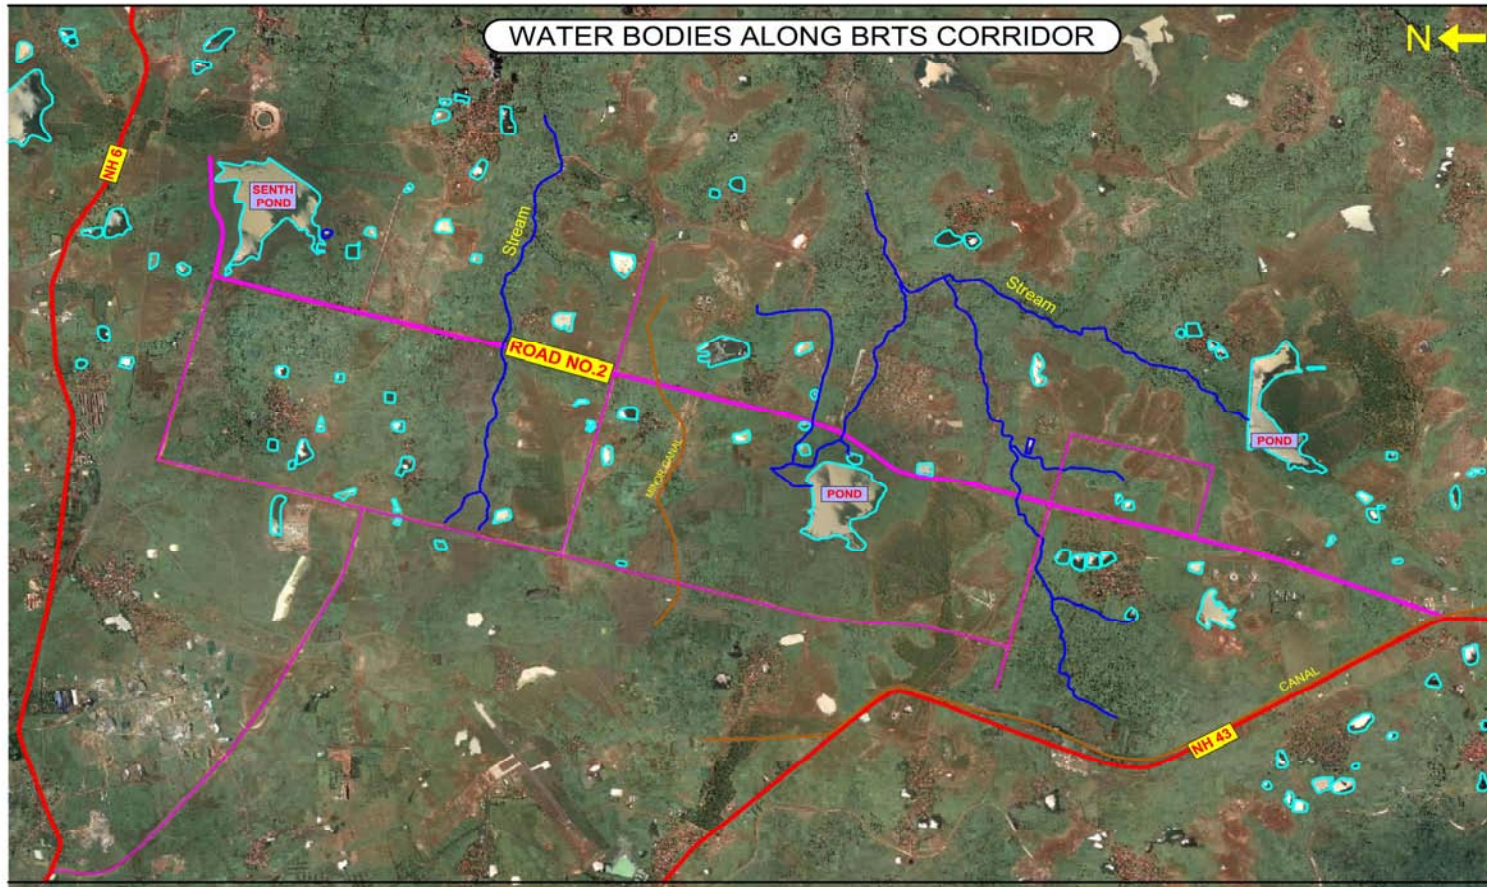 WATER BODIES ALONG BRTS CORRIDOR
N
NH 6
SENTH
POND
Stream
Stream
ROAD NO.2
MINOR CANAL
POND
POND
CANAL
NH 43